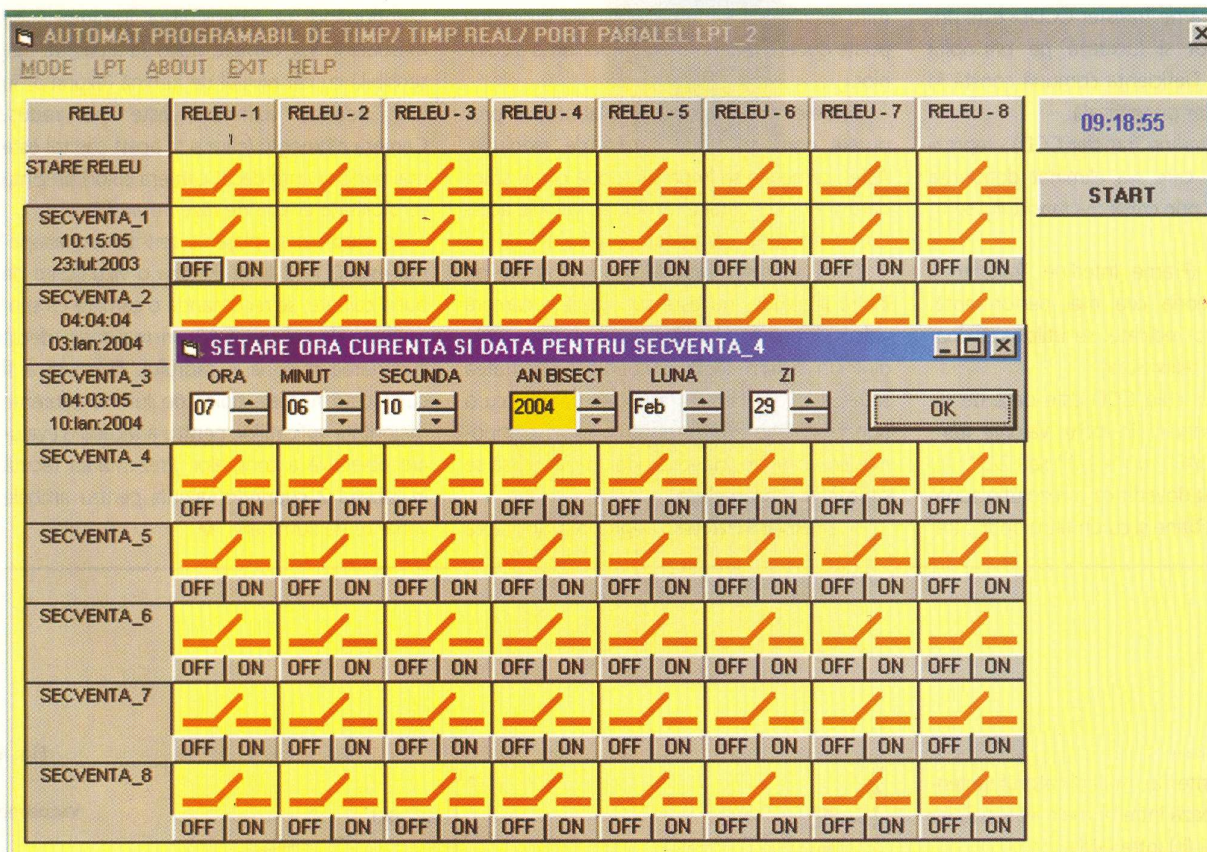 AUTOMAT PROGRAMABIL DE TIMP/ TIMP REAL/ PORT PARALEL LPT_2
MODE LPT ABOUT EXIT HELP
RELEU RELEU - 1 RELEU - 2 RELEU - 3 RELEU - 4 RELEU - 5 RELEU - 6 RELEU - 7 RELEU - 8
09:18:55
STARE RELEU
START
SECVENTA_1
10:15:05
23:Iul:2003
OFF ON OFF ON OFF ON OFF ON OFF ON OFF ON OFF ON OFF ON
SECVENTA_2
04:04:04
03:Ian:2004
SETARE ORA CURENTA SI DATA PENTRU SECVENTA_4
SECVENTA_3
04:03:05
10:Ian:2004
ORA MINUT SECUNDA AN BISECT LUNA ZI
07 06 10 2004 Feb 29 OK
SECVENTA_4
OFF ON OFF ON OFF ON OFF ON OFF ON OFF ON OFF ON OFF ON
SECVENTA_5
OFF ON OFF ON OFF ON OFF ON OFF ON OFF ON OFF ON OFF ON
SECVENTA_6
OFF ON OFF ON OFF ON OFF ON OFF ON OFF ON OFF ON OFF ON
SECVENTA_7
OFF ON OFF ON OFF ON OFF ON OFF ON OFF ON OFF ON OFF ON
SECVENTA_8
OFF ON OFF ON OFF ON OFF ON OFF ON OFF ON OFF ON OFF ON